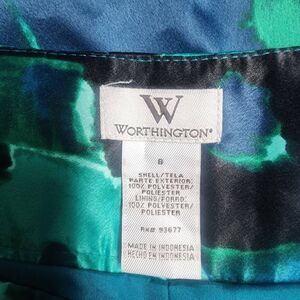 W
WORTHINGTON®
8
SHELL/TELA
PARTE EXTERIOR:
100% POLYESTER/
POLIESTER
LINING/FORRO:
100% POLYESTER/
POLIESTER
RN# 93677
MADE IN INDONESIA
HECHO EN INDONESIA